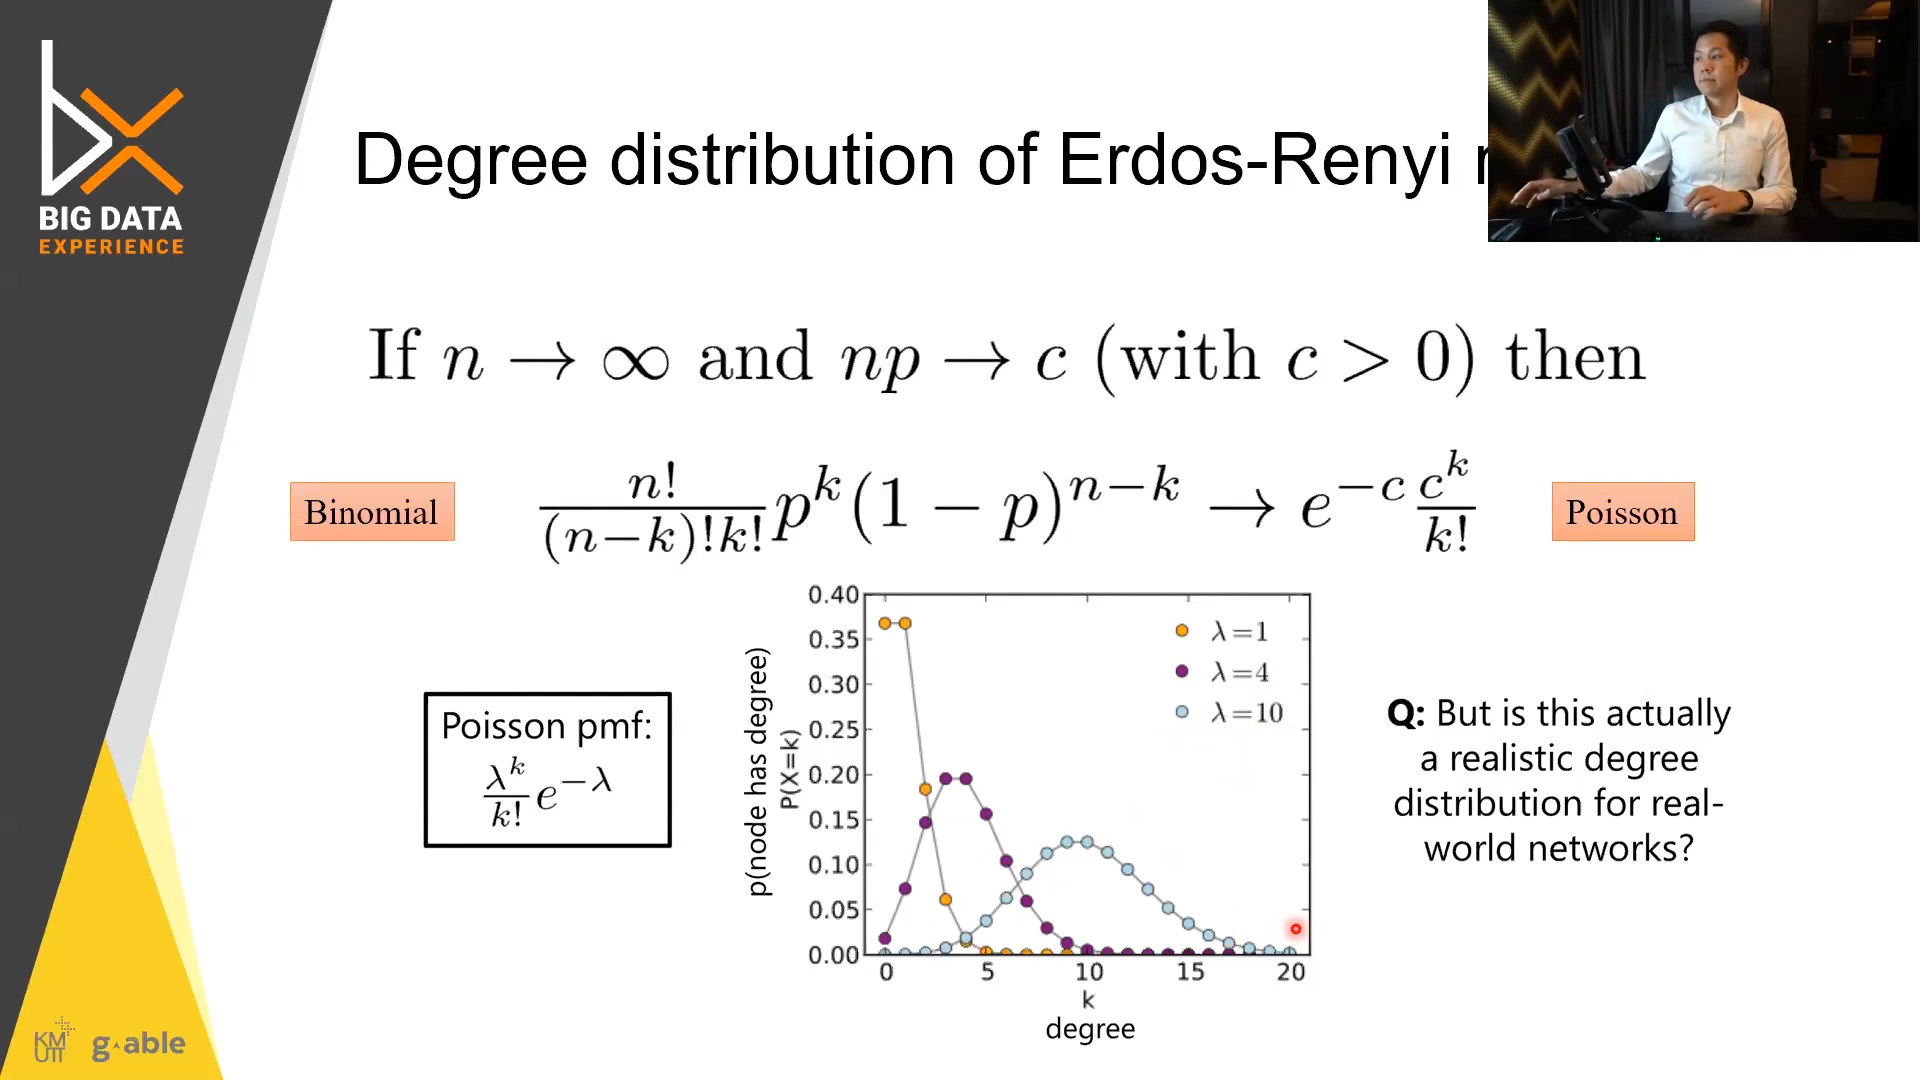 BIG DATA
EXPERIENCE
Degree distribution of Erdos-Renyi
If n → ∞ and np → c (with c > 0) then
Binomial
n!/((n−k)!k!) p^k (1 − p)^{n−k} → e^{−c} c^k/k!
Poisson
Poisson pmf:
λ^k/k! e^{−λ}
p(node has degree)
P(X=k)
0.40
0.35
0.30
0.25
0.20
0.15
0.10
0.05
0.00
λ=1
λ=4
λ=10
0 5 10 15 20
k
degree
Q: But is this actually
a realistic degree
distribution for real-
world networks?
KM
UTT
g-able